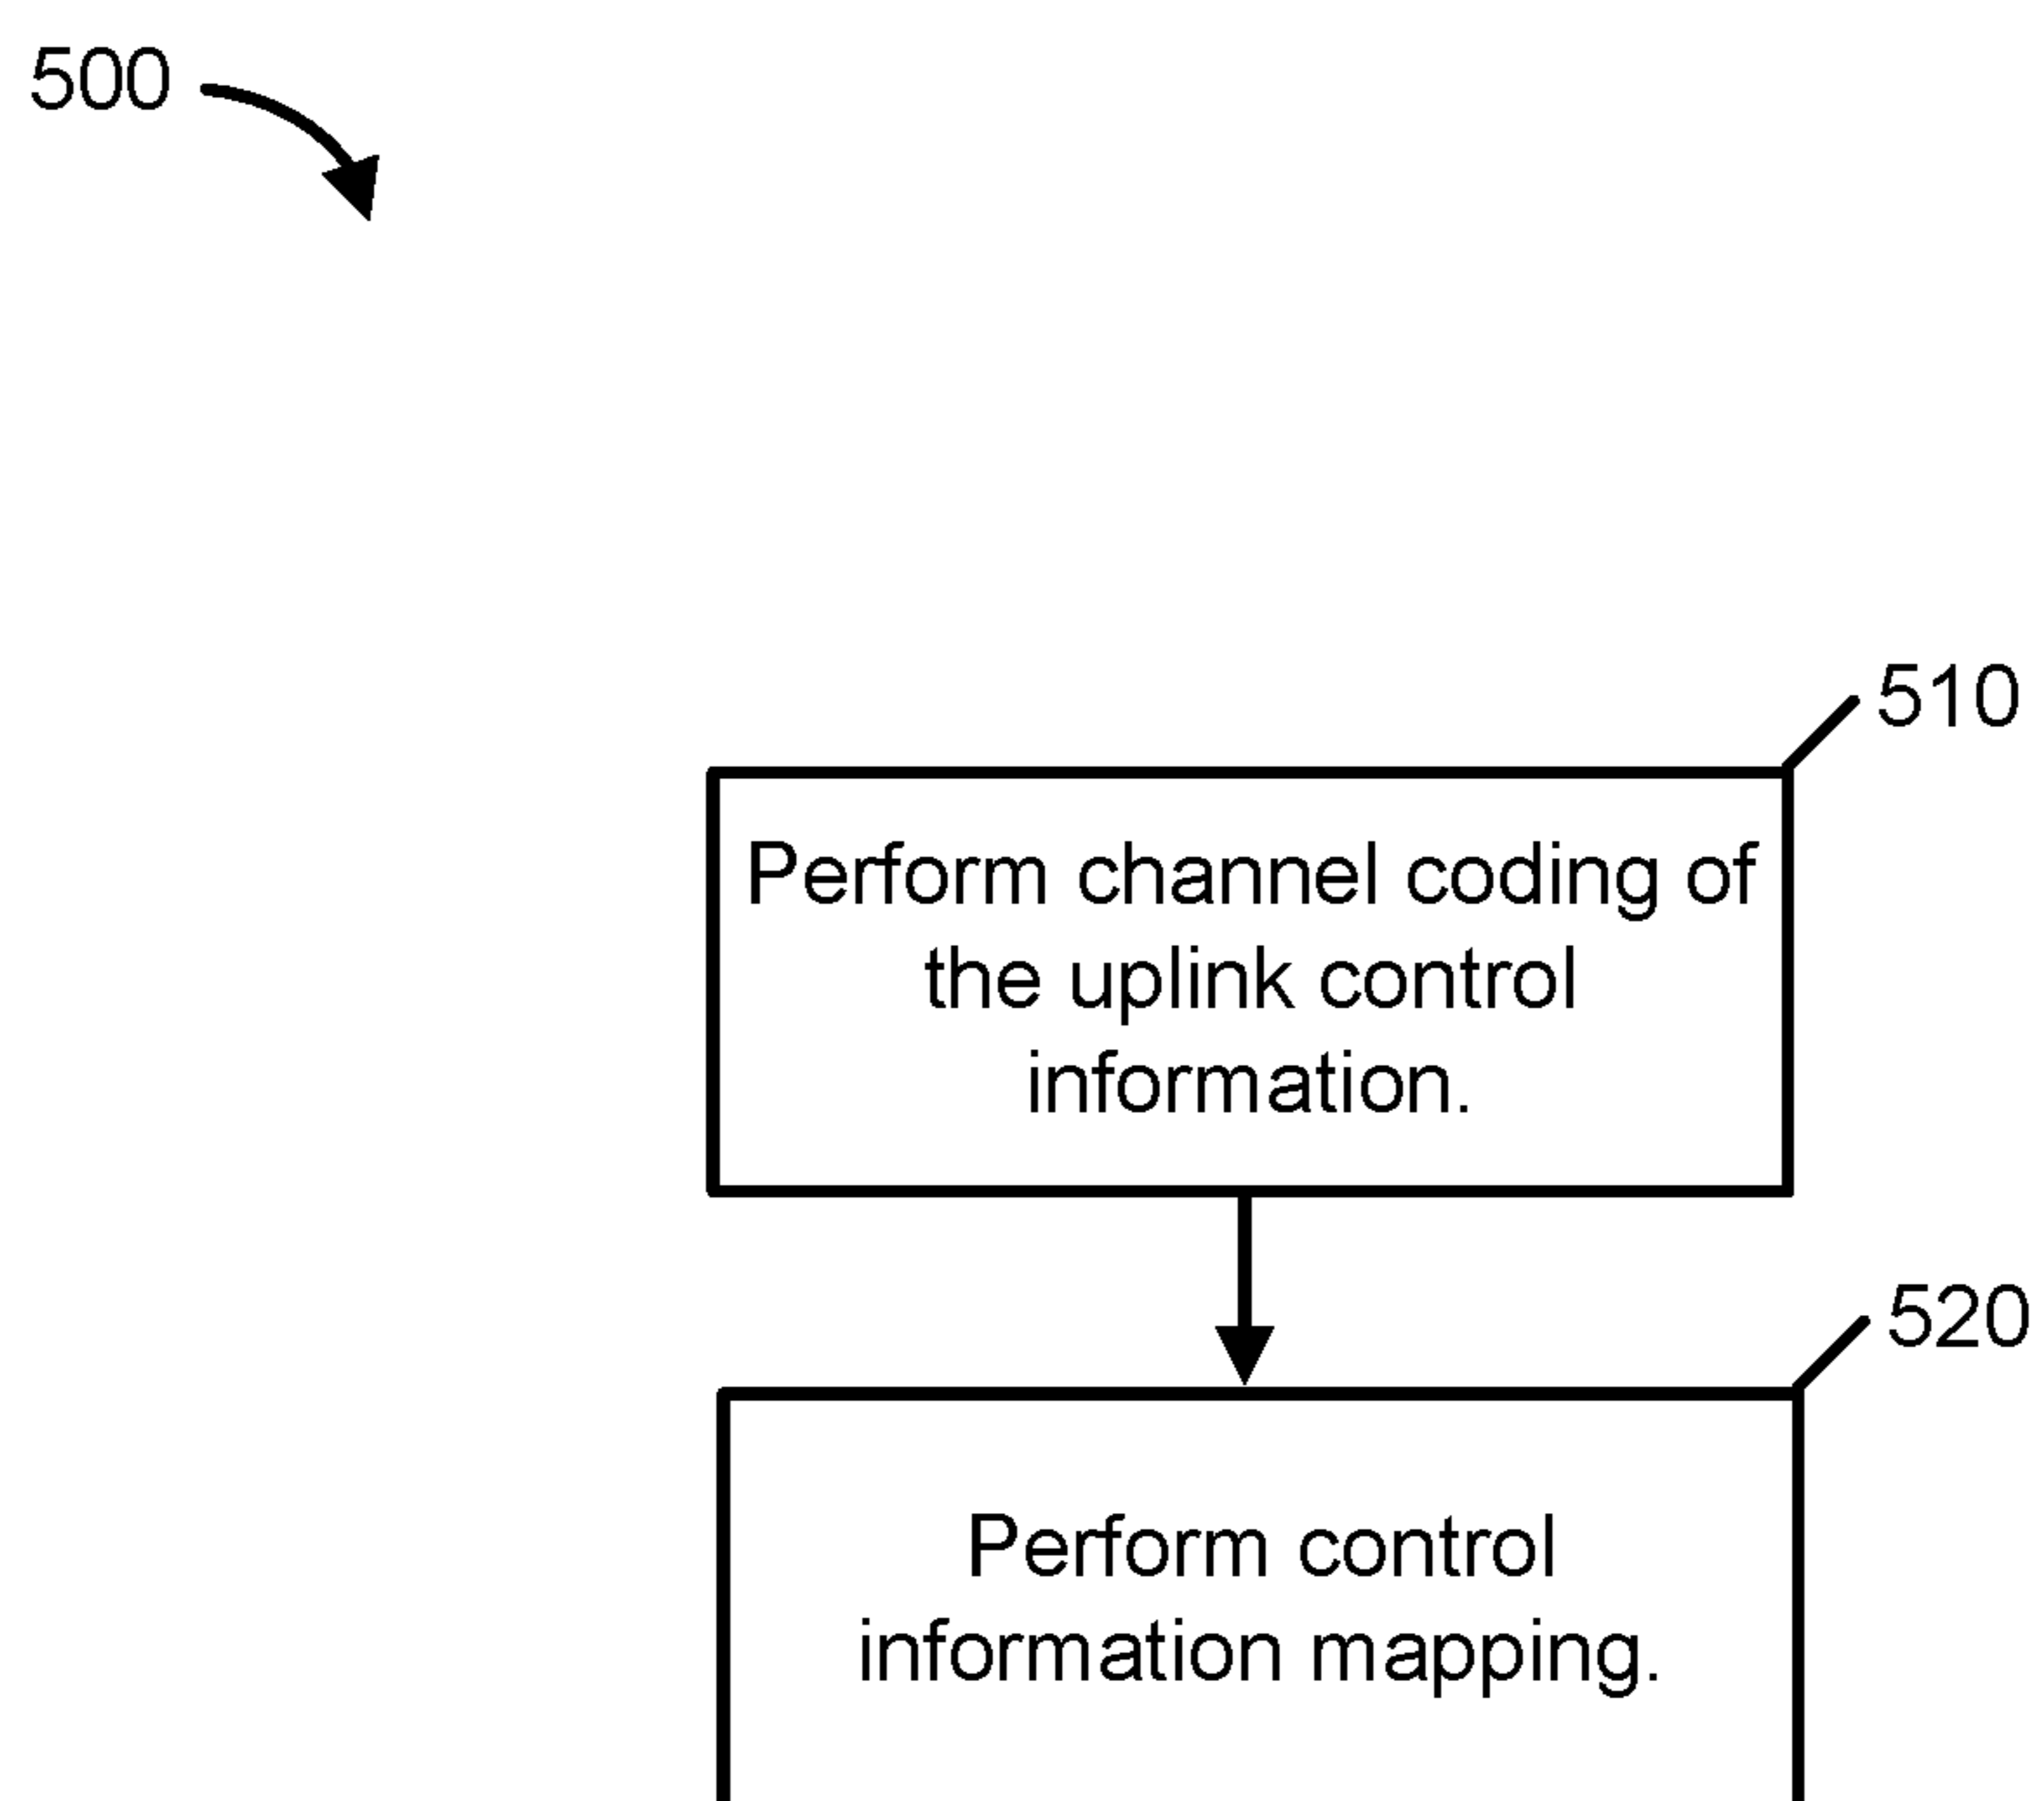 500
510
Perform channel coding of
the uplink control
information.
520
Perform control
information mapping.